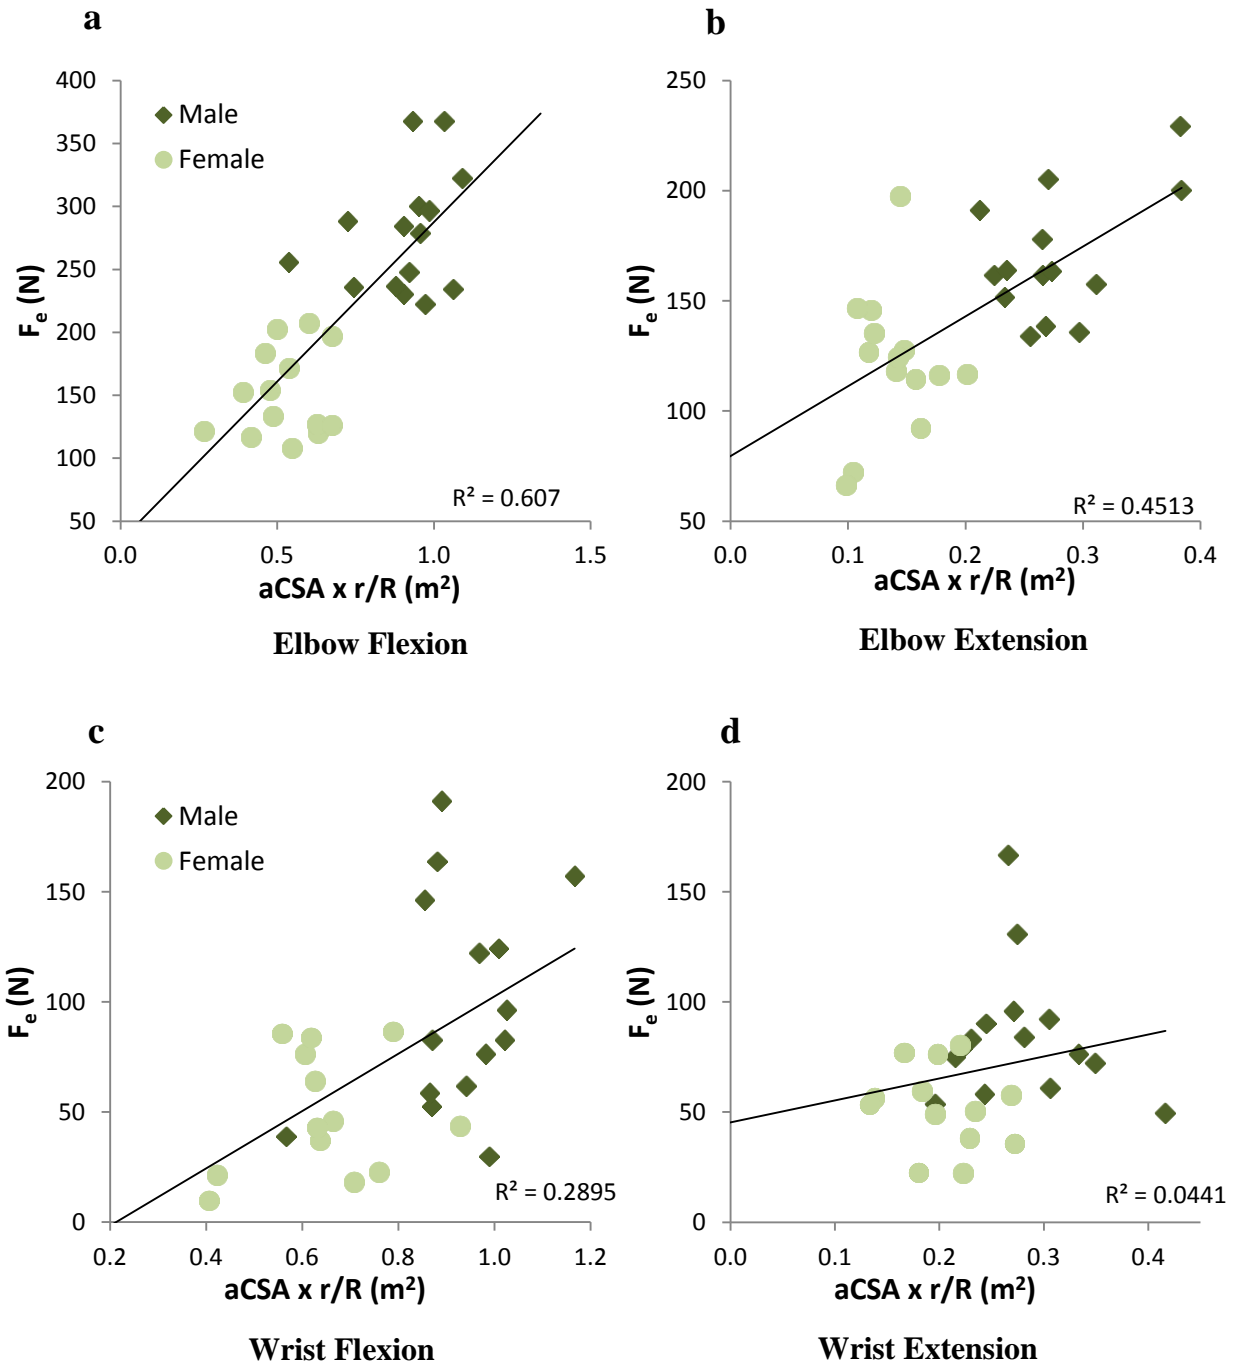 a
400
350
300
250
200
150
100
50
F_e (N)
Male
Female
R² = 0.607
0.0 0.5 1.0 1.5
aCSA x r/R (m²)
Elbow Flexion
b
250
200
150
100
50
F_e (N)
R² = 0.4513
0.0 0.1 0.2 0.3 0.4
aCSA x r/R (m²)
Elbow Extension
c
200
150
100
50
0
F_e (N)
Male
Female
R² = 0.2895
0.2 0.4 0.6 0.8 1.0 1.2
aCSA x r/R (m²)
Wrist Flexion
d
200
150
100
50
0
F_e (N)
R² = 0.0441
0.0 0.1 0.2 0.3 0.4
aCSA x r/R (m²)
Wrist Extension